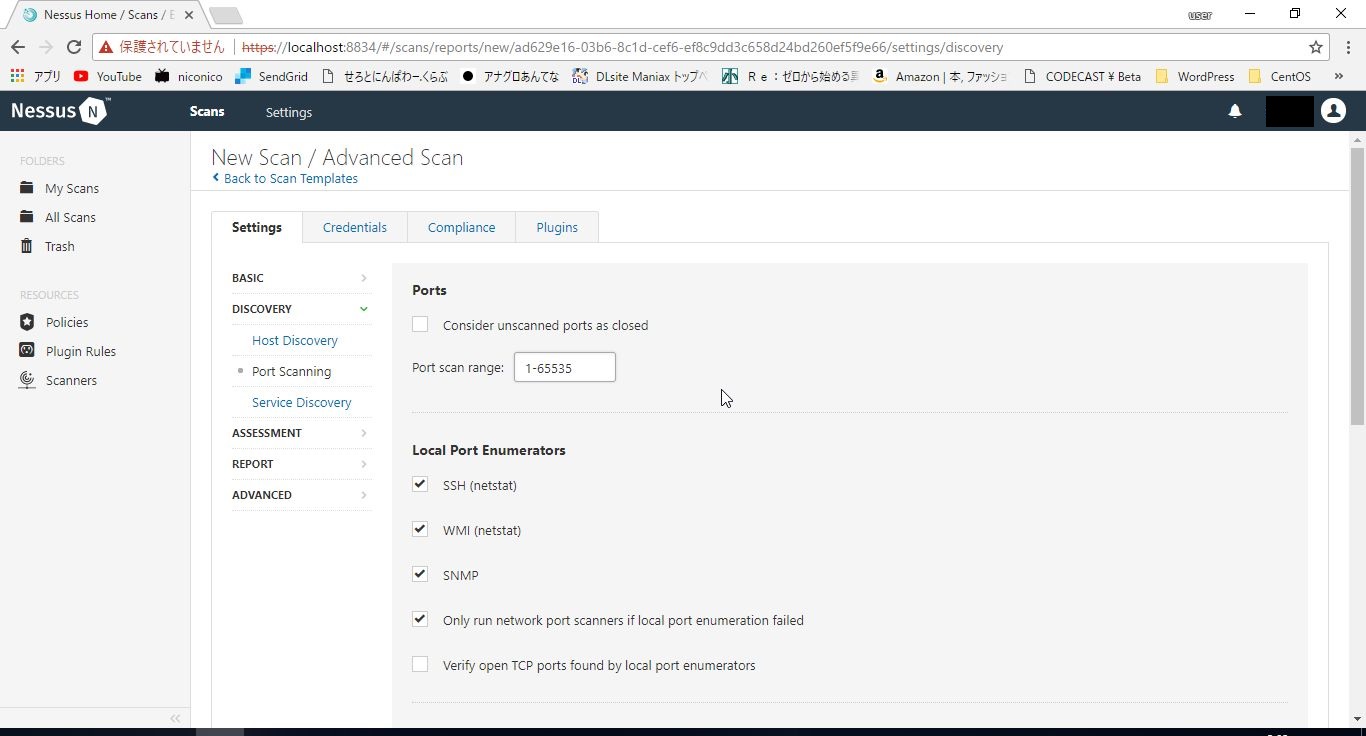 Nessus Home / Scans / E
user
保護されていません
https://localhost:8834/#/scans/reports/new/ad629e16-03b6-8c1d-cef6-ef8c9dd3c658d24bd260ef5f9e66/settings/discovery
アプリ YouTube niconico SendGrid せろとにんぱわー.くらぶ アナグロあんてな DLsite Maniax トップペ Ｒｅ：ゼロから始める Amazon | 本, ファッショ CODECAST ¥ Beta WordPress CentOS »
Nessus N ™ Scans Settings
FOLDERS
My Scans
All Scans
Trash
RESOURCES
Policies
Plugin Rules
Scanners
New Scan / Advanced Scan
Back to Scan Templates
Settings Credentials Compliance Plugins
BASIC
DISCOVERY
Host Discovery
Port Scanning
Service Discovery
ASSESSMENT
REPORT
ADVANCED
Ports
Consider unscanned ports as closed
Port scan range: 1-65535
Local Port Enumerators
SSH (netstat)
WMI (netstat)
SNMP
Only run network port scanners if local port enumeration failed
Verify open TCP ports found by local port enumerators